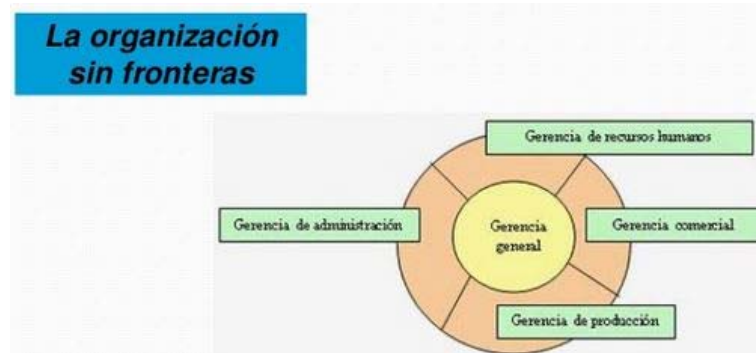 La organización
sin fronteras
Gerencia de recursos humanos
Gerencia de administración
Gerencia
general
Gerencia comercial
Gerencia de producción